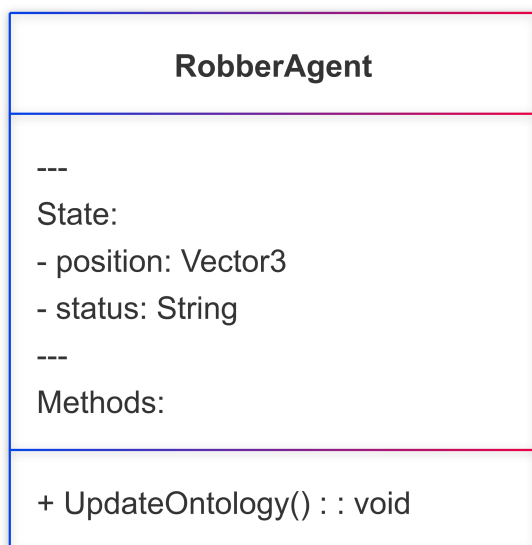 RobberAgent
---
State:
- position: Vector3
- status: String
---
Methods:
+ UpdateOntology() : : void